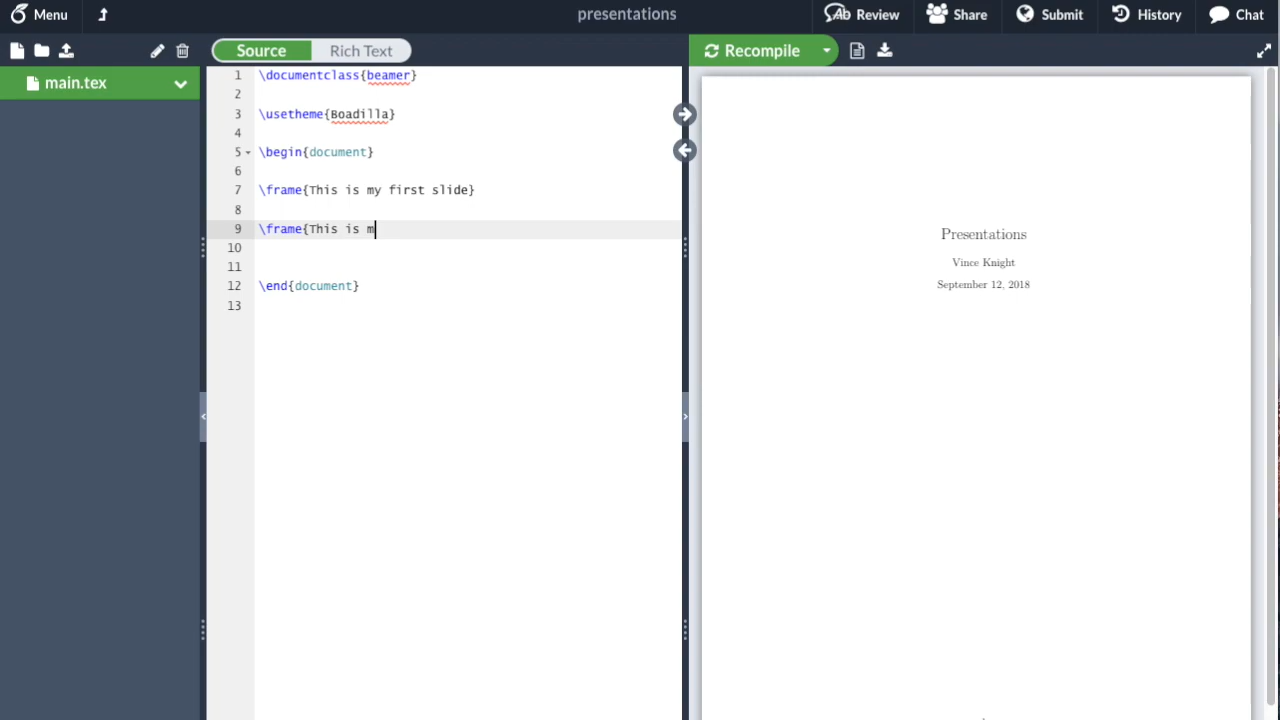 Menu
presentations
Review
Share
Submit
History
Chat
Source
Rich Text
Recompile
main.tex
1 \documentclass{beamer}
2
3 \usetheme{Boadilla}
4
5 \begin{document}
6
7 \frame{This is my first slide}
8
9 \frame{This is m
10
11
12 \end{document}
13
Presentations
Vince Knight
September 12, 2018